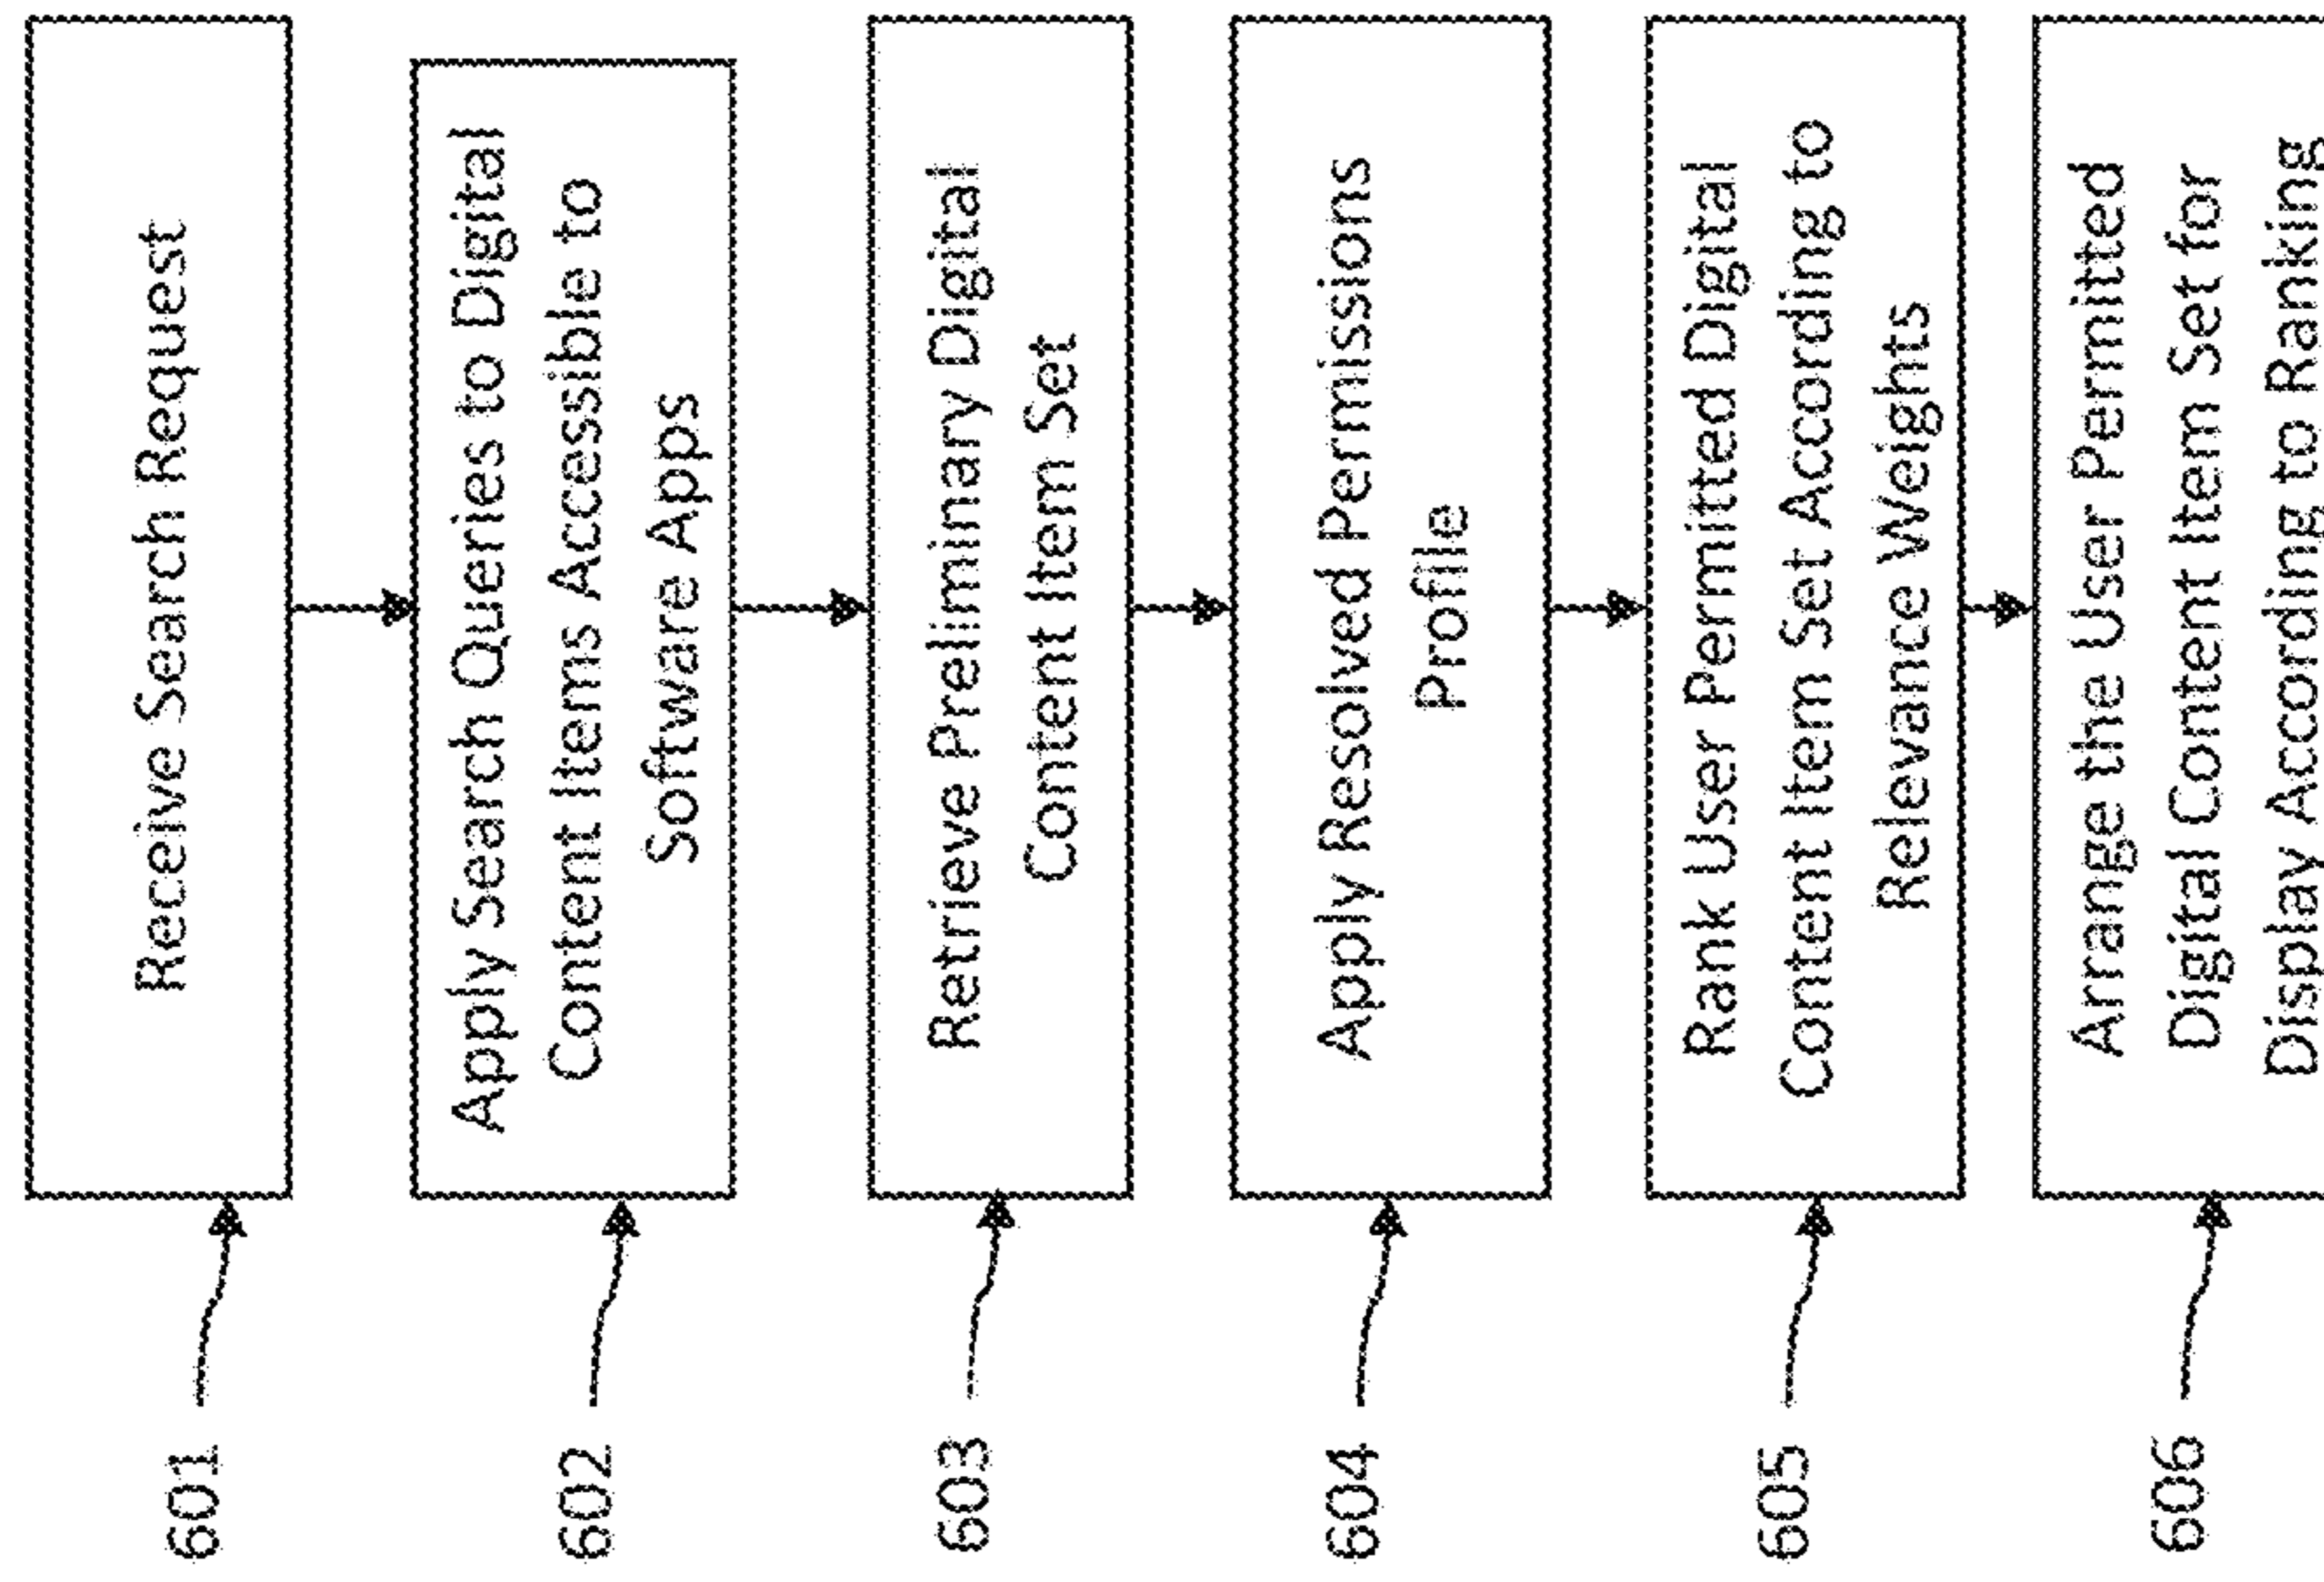 601
Receive Search Request
602
Apply Search Queries to Digital
Content Items Accessible to
Software Apps
603
Retrieve Preliminary Digital
Content Item Set
604
Apply Resolved Permissions
Profile
605
Rank User Permitted Digital
Content Item Set According to
Relevance Weights
606
Arrange the User Permitted
Digital Content Item Set for
Display According to Ranking